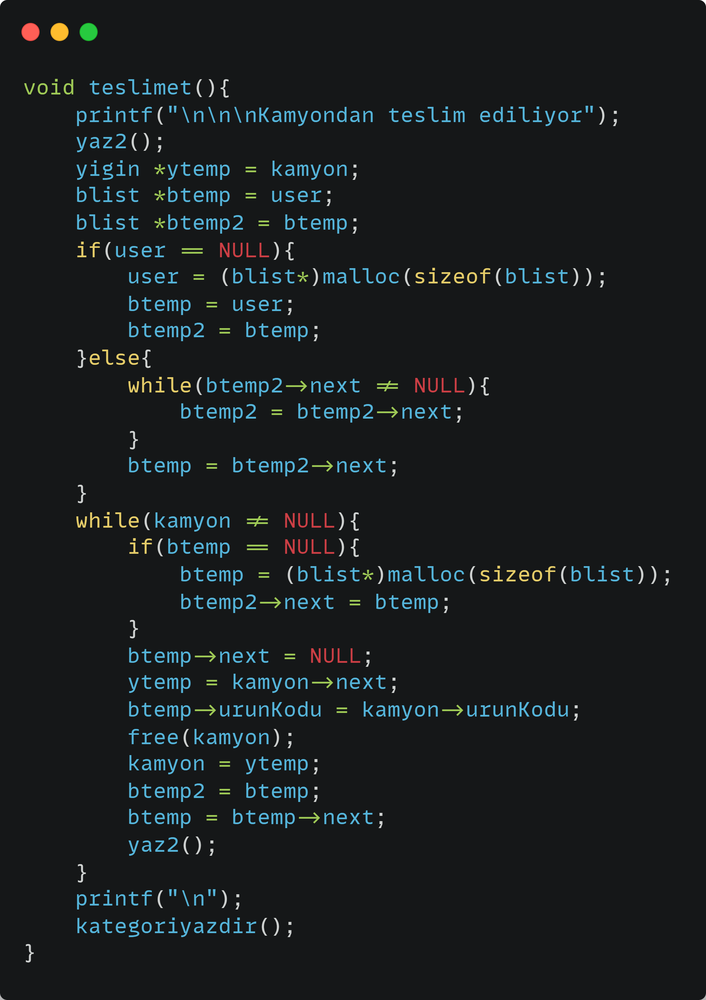 void teslimet(){
    printf("\n\n\nKamyondan teslim ediliyor");
    yaz2();
    yigin *ytemp = kamyon;
    blist *btemp = user;
    blist *btemp2 = btemp;
    if(user == NULL){
        user = (blist*)malloc(sizeof(blist));
        btemp = user;
        btemp2 = btemp;
    }else{
        while(btemp2->next != NULL){
            btemp2 = btemp2->next;
        }
        btemp = btemp2->next;
    }
    while(kamyon != NULL){
        if(btemp == NULL){
            btemp = (blist*)malloc(sizeof(blist));
            btemp2->next = btemp;
        }
        btemp->next = NULL;
        ytemp = kamyon->next;
        btemp->urunKodu = kamyon->urunKodu;
        free(kamyon);
        kamyon = ytemp;
        btemp2 = btemp;
        btemp = btemp->next;
        yaz2();
    }
    printf("\n");
    kategoriyazdir();
}